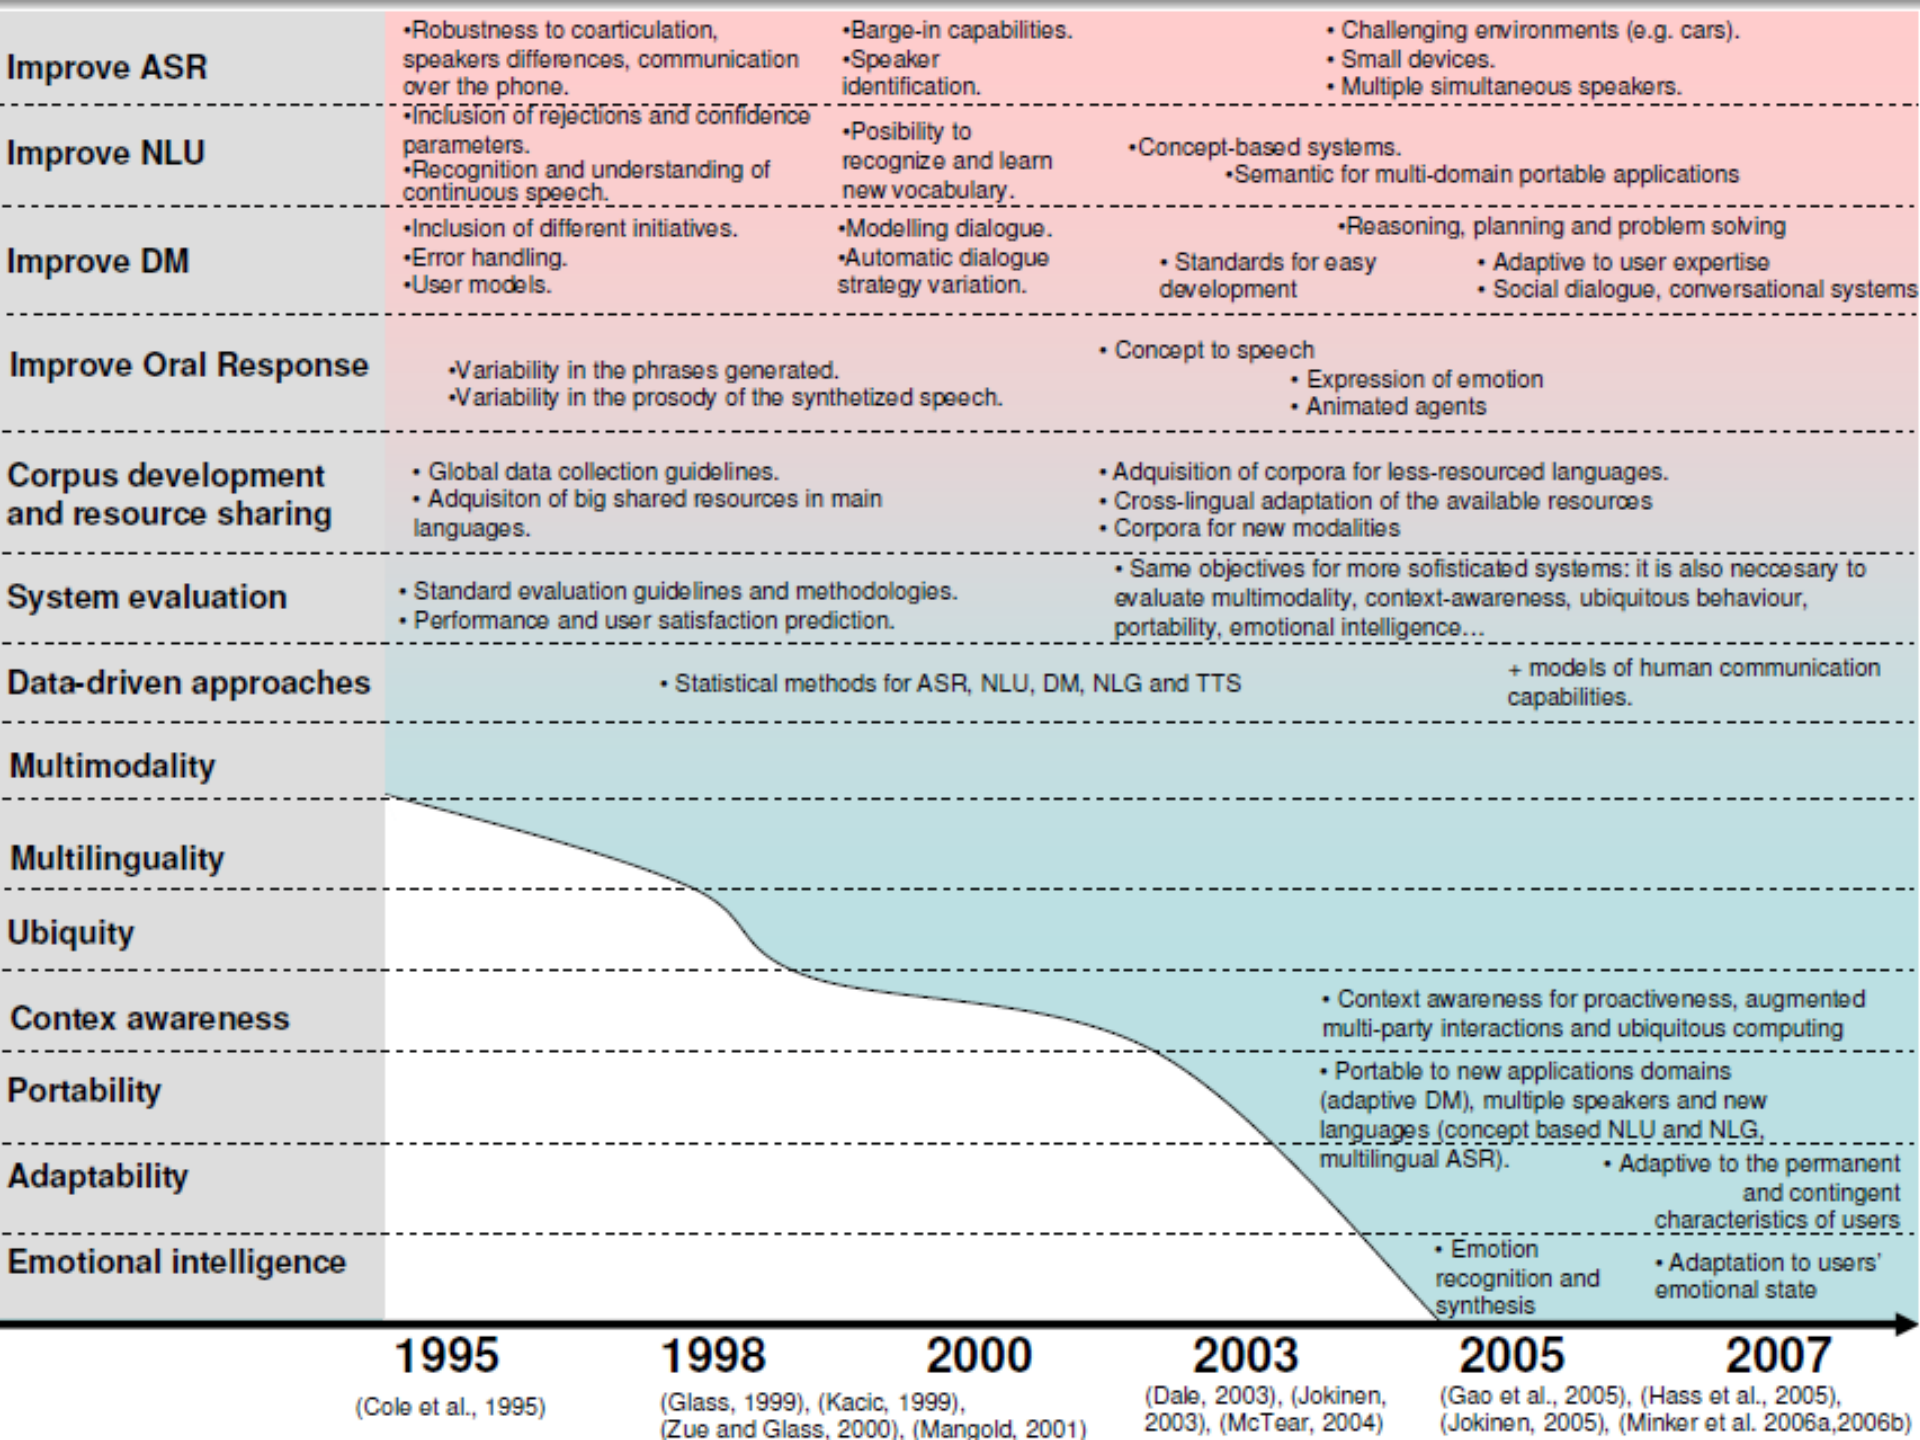 Improve ASR
•Robustness to coarticulation,
speakers differences, communication
over the phone.
•Barge-in capabilities.
•Speaker
identification.
• Challenging environments (e.g. cars).
• Small devices.
• Multiple simultaneous speakers.
Improve NLU
•Inclusion of rejections and confidence
parameters.
•Recognition and understanding of
continuous speech.
•Posibility to
recognize and learn
new vocabulary.
•Concept-based systems.
•Semantic for multi-domain portable applications
Improve DM
•Inclusion of different initiatives.
•Error handling.
•User models.
•Modelling dialogue.
•Automatic dialogue
strategy variation.
•Reasoning, planning and problem solving
• Standards for easy
development
• Adaptive to user expertise
• Social dialogue, conversational systems
Improve Oral Response
•Variability in the phrases generated.
•Variability in the prosody of the synthetized speech.
• Concept to speech
• Expression of emotion
• Animated agents
Corpus development
and resource sharing
• Global data collection guidelines.
• Adquisiton of big shared resources in main
languages.
• Adquisition of corpora for less-resourced languages.
• Cross-lingual adaptation of the available resources
• Corpora for new modalities
System evaluation
• Standard evaluation guidelines and methodologies.
• Performance and user satisfaction prediction.
• Same objectives for more sofisticated systems: it is also neccesary to
evaluate multimodality, context-awareness, ubiquitous behaviour,
portability, emotional intelligence…
Data-driven approaches
• Statistical methods for ASR, NLU, DM, NLG and TTS
+ models of human communication
capabilities.
Multimodality
Multilinguality
Ubiquity
Contex awareness
• Context awareness for proactiveness, augmented
multi-party interactions and ubiquitous computing
Portability
• Portable to new applications domains
(adaptive DM), multiple speakers and new
languages (concept based NLU and NLG,
multilingual ASR).
Adaptability
• Adaptive to the permanent
and contingent
characteristics of users
Emotional intelligence
• Emotion
recognition and
synthesis
• Adaptation to users'
emotional state
1995
1998
2000
2003
2005
2007
(Cole et al., 1995)
(Glass, 1999), (Kacic, 1999),
(Zue and Glass, 2000), (Mangold, 2001)
(Dale, 2003), (Jokinen,
2003), (McTear, 2004)
(Gao et al., 2005), (Hass et al., 2005),
(Jokinen, 2005), (Minker et al. 2006a,2006b)